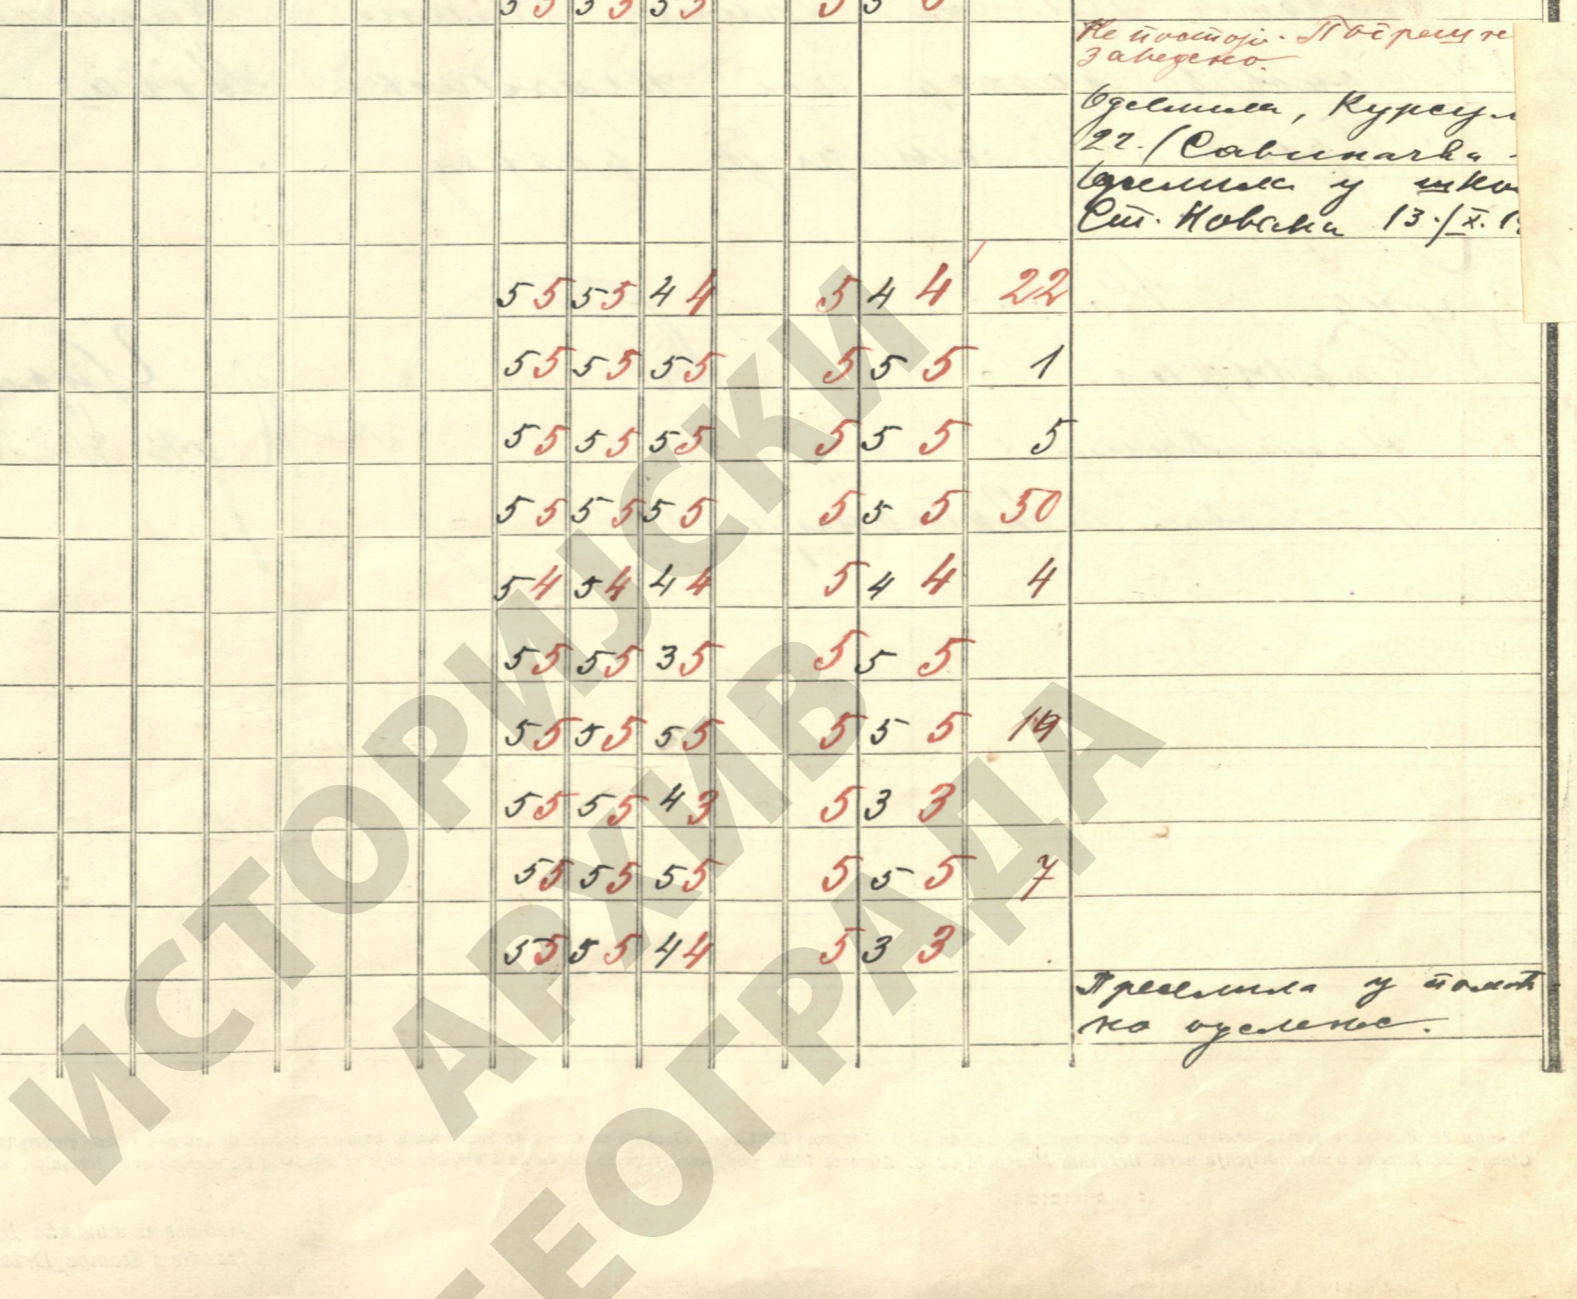 Не постоји. Погрешно
заведено.
Одселила, Курсул
22. (Савиначка -
Одселила у шко
Ст. Новака 13./X. 1
5 5 5 5 4 4 5 4 4 22
5 5 5 5 5 5 5 5 5 1
5 5 5 5 5 5 5 5 5 5
5 5 5 5 5 5 5 5 5 30
5 4 5 4 4 4 5 4 4 4
5 5 5 5 3 5 5 5 5
5 5 5 5 5 5 5 5 5 19
5 5 5 5 4 3 5 3 3
5 5 5 5 5 5 5 5 5 7
5 5 5 5 4 4 5 3 3
Преселила у помоћ-
но оделење.
ИСТОРИЈСКИ
АРХИВ
БЕОГРАДА